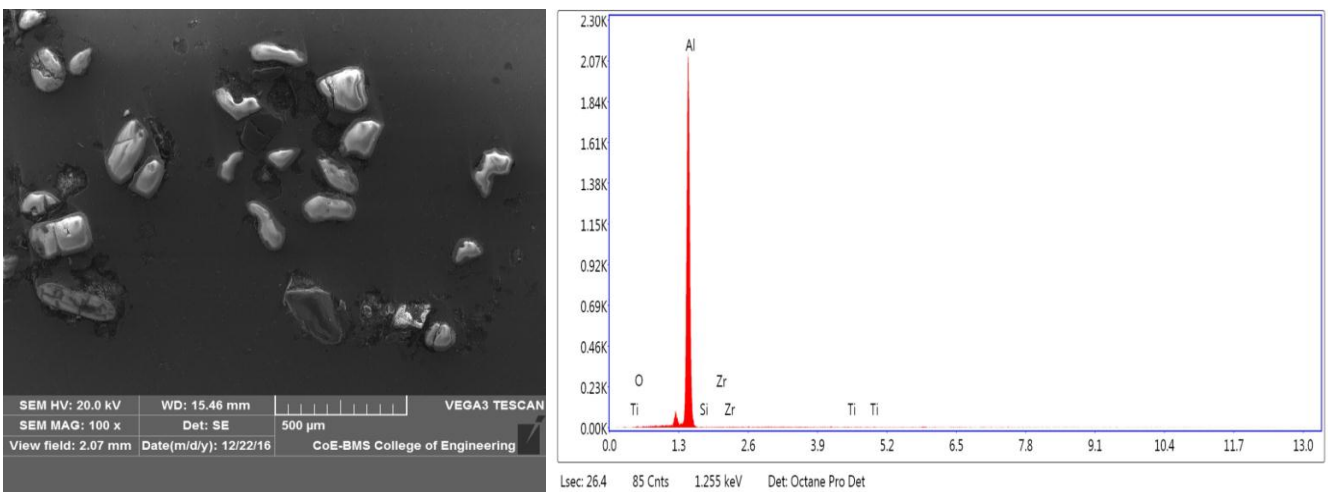 SEM HV: 20.0 kV WD: 15.46 mm VEGA3 TESCAN
SEM MAG: 100 x Det: SE 500 µm
View field: 2.07 mm Date(m/d/y): 12/22/16 CoE-BMS College of Engineering
2.30K
Al
2.07K
1.84K
1.61K
1.38K
1.15K
0.92K
0.69K
0.46K
O Zr
0.23K
Ti Si Zr Ti Ti
0.00K
0.0 1.3 2.6 3.9 5.2 6.5 7.8 9.1 10.4 11.7 13.0
Lsec: 26.4 85 Cnts 1.255 keV Det: Octane Pro Det